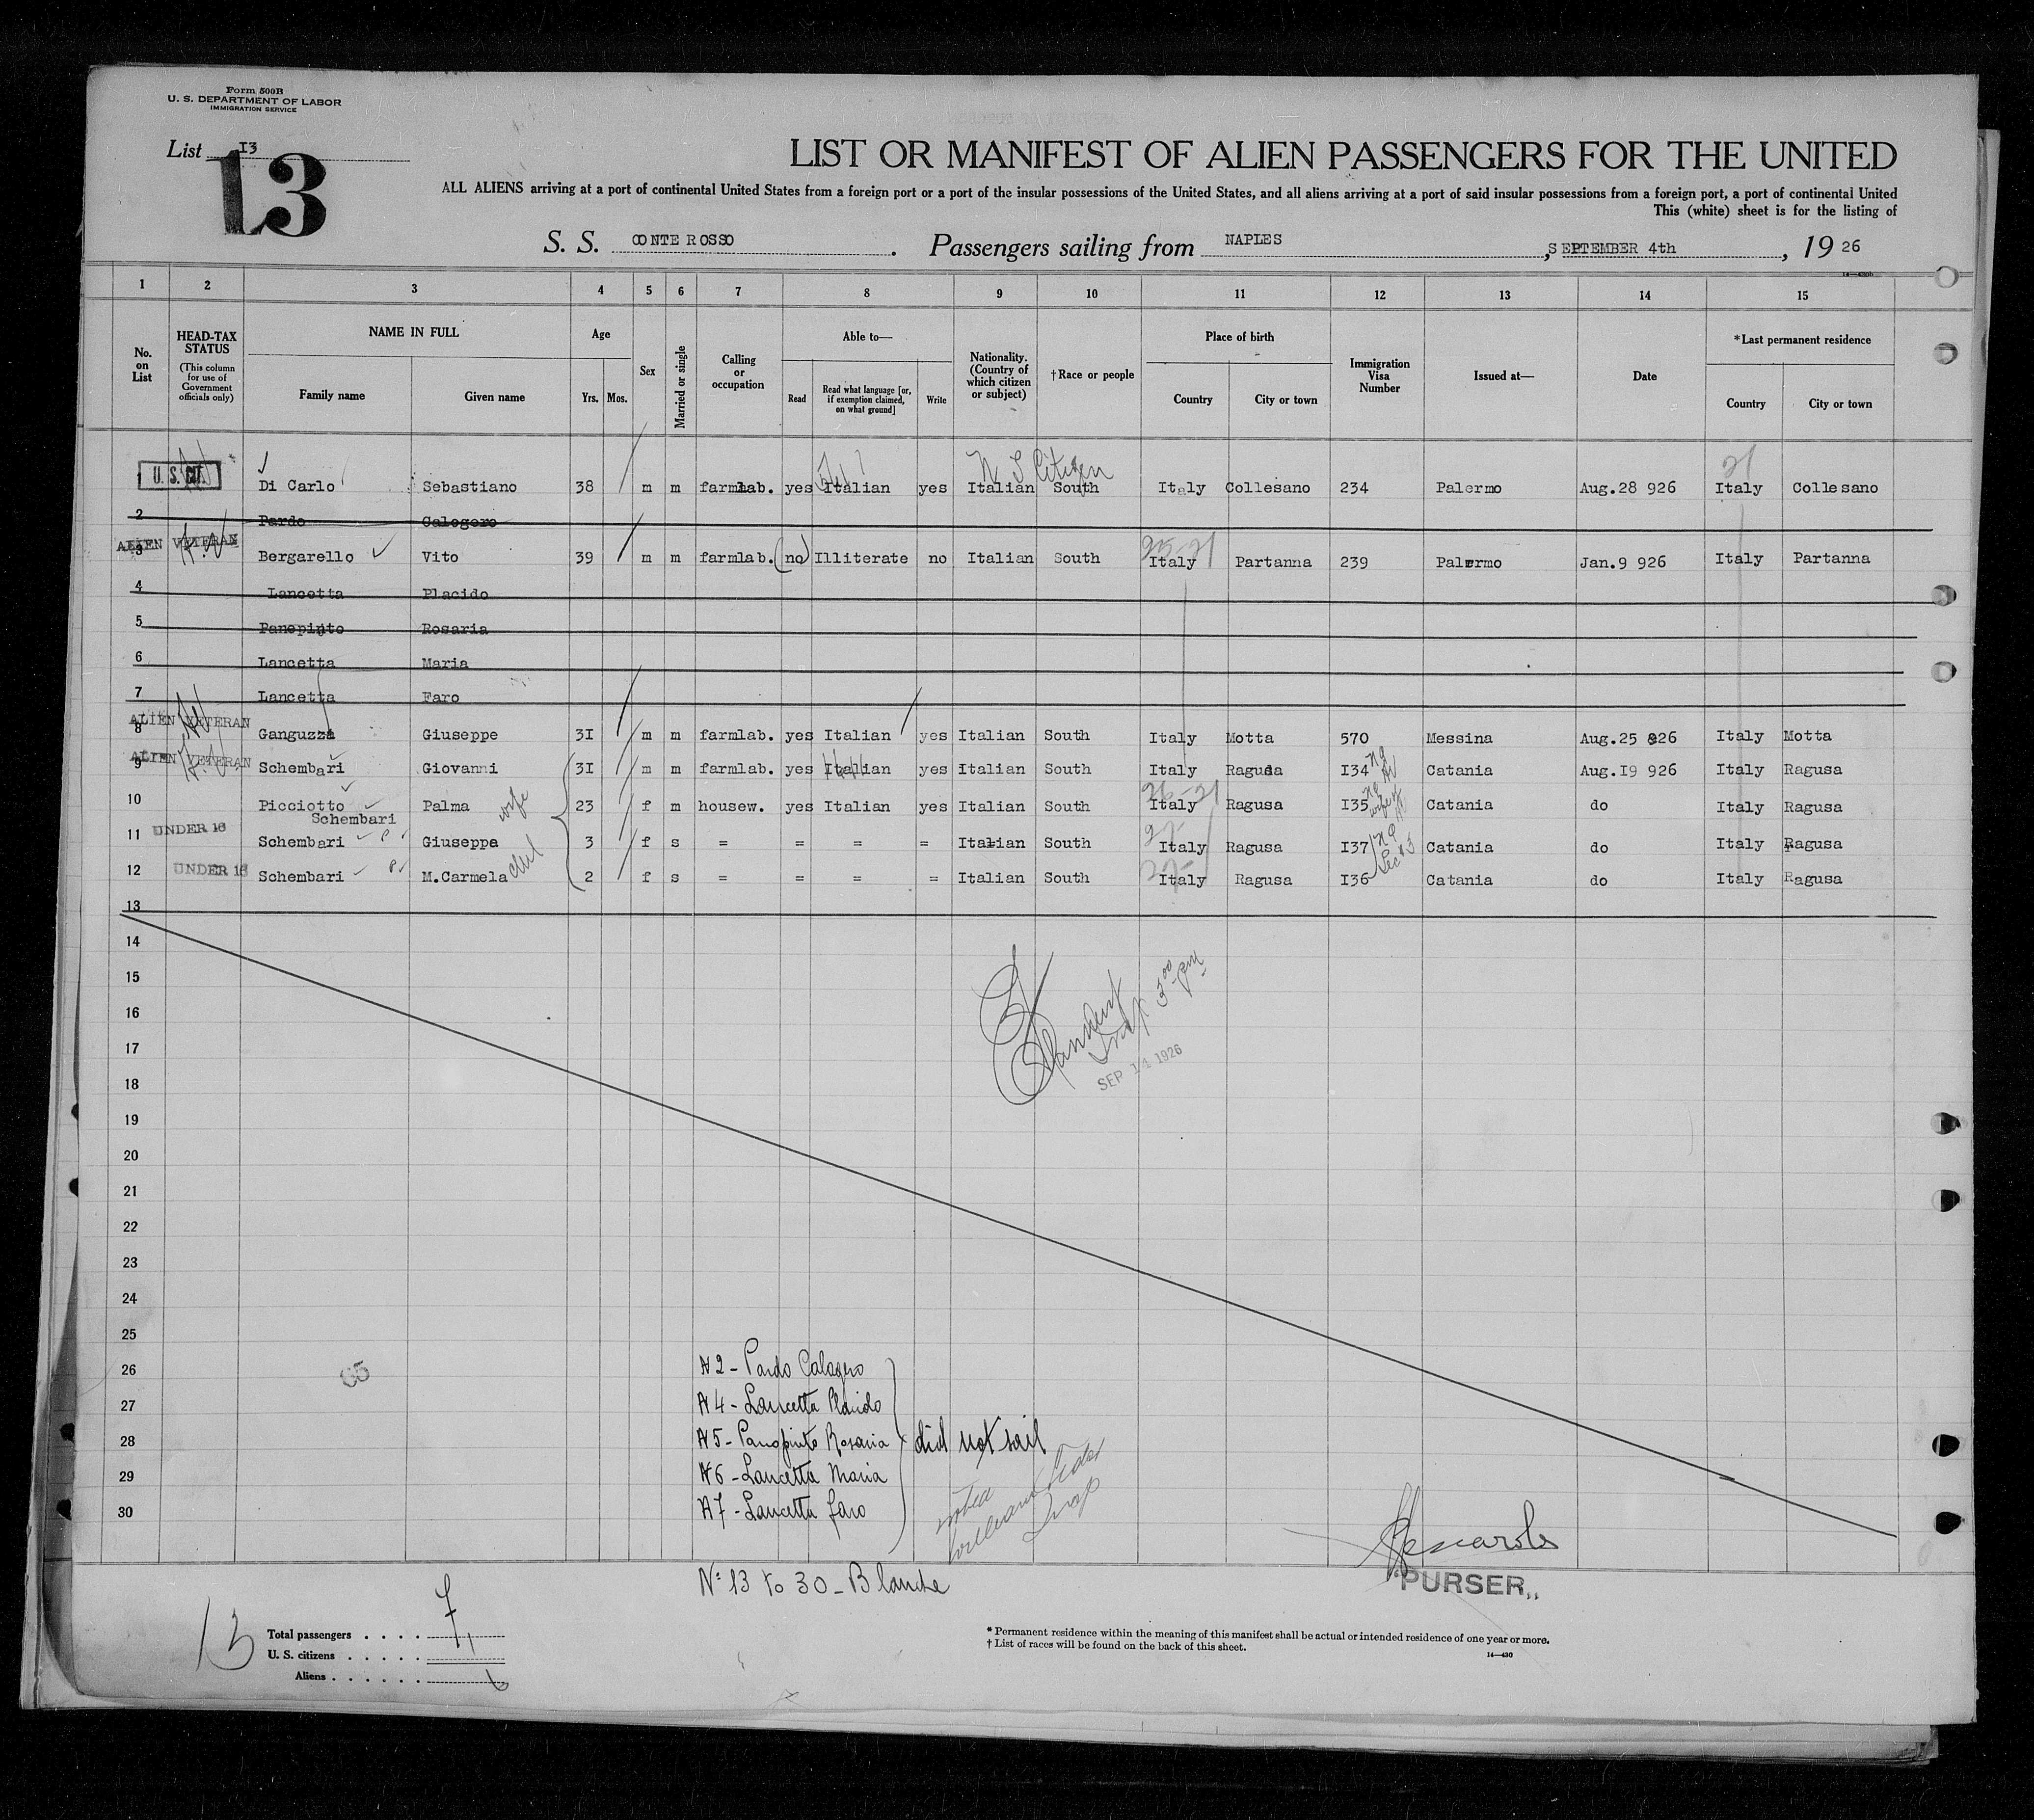 Form 500B
U. S. DEPARTMENT OF LABOR
IMMIGRATION SERVICE
List I3
13
LIST OR MANIFEST OF ALIEN PASSENGERS FOR THE UNITED
ALL ALIENS arriving at a port of continental United States from a foreign port or a port of the insular possessions of the United States, and all aliens arriving at a port of said insular possessions from a foreign port, a port of continental United
This (white) sheet is for the listing of
S. S. CONTE ROSSO. Passengers sailing from NAPLES, SEPTEMBER 4th, 19 26
1 2 3 4 5 6 7 8 9 10 11 12 13 14 15
No. on List
HEAD-TAX STATUS
(This column for use of Government officials only)
NAME IN FULL
Family name Given name
Age
Yrs. Mos.
Sex
Married or single
Calling or occupation
Able to—
Read
Read what language [or, if exemption claimed, on what ground]
Write
Nationality. (Country of which citizen or subject)
†Race or people
Place of birth
Country City or town
Immigration Visa Number
Issued at—
Date
*Last permanent residence
Country City or town
U. S. CIT. Di Carlo Sebastiano 38 m m farmlab. yes Italian yes Italian South Italy Collesano 234 Palermo Aug.28 926 Italy Collesano
U S Citizen
2 Pardo Calogero
ALIEN VETERAN
3 Bergarello Vito 39 m m farmlab. (no) Illiterate no Italian South Italy Partanna 239 Palermo Jan.9 926 Italy Partanna
4 Lancetta Placido
5 Panepinto Rosaria
6 Lancetta Maria
7 Lancetta Faro
ALIEN VETERAN
8 Ganguzza Giuseppe 3I m m farmlab. yes Italian yes Italian South Italy Motta 570 Messina Aug.25 926 Italy Motta
ALIEN VETERAN
9 Schembari Giovanni 3I m m farmlab. yes Italian yes Italian South Italy Ragusa I34 Catania Aug.I9 926 Italy Ragusa
10 Picciotto Palma wife 23 f m housew. yes Italian yes Italian South Italy Ragusa I35 Catania do Italy Ragusa
Schembari
UNDER 16
11 Schembari Giuseppa 3 f s = = = = Italian South Italy Ragusa I37 Catania do Italy Ragusa
12 UNDER 16 Schembari M.Carmela 2 f s = = = = Italian South Italy Ragusa I36 Catania do Italy Ragusa
13
14
15
16
17
SEP 14 1926
18
19
20
21
22
23
24
25
26 N 2 - Pardo Calogero
27 N 4 - Lancetta Placido
28 N 5 - Panepinto Rosaria did not sail
29 N 6 - Lancetta Maria
30 N 7 - Lancetta Faro
65
noted
Insp
N: 13 to 30 - Blanche
"PURSER"
13
Total passengers . . . . 7
U. S. citizens . . . . . 1
Aliens . . . . . . 6
* Permanent residence within the meaning of this manifest shall be actual or intended residence of one year or more.
† List of races will be found on the back of this sheet.
14—430